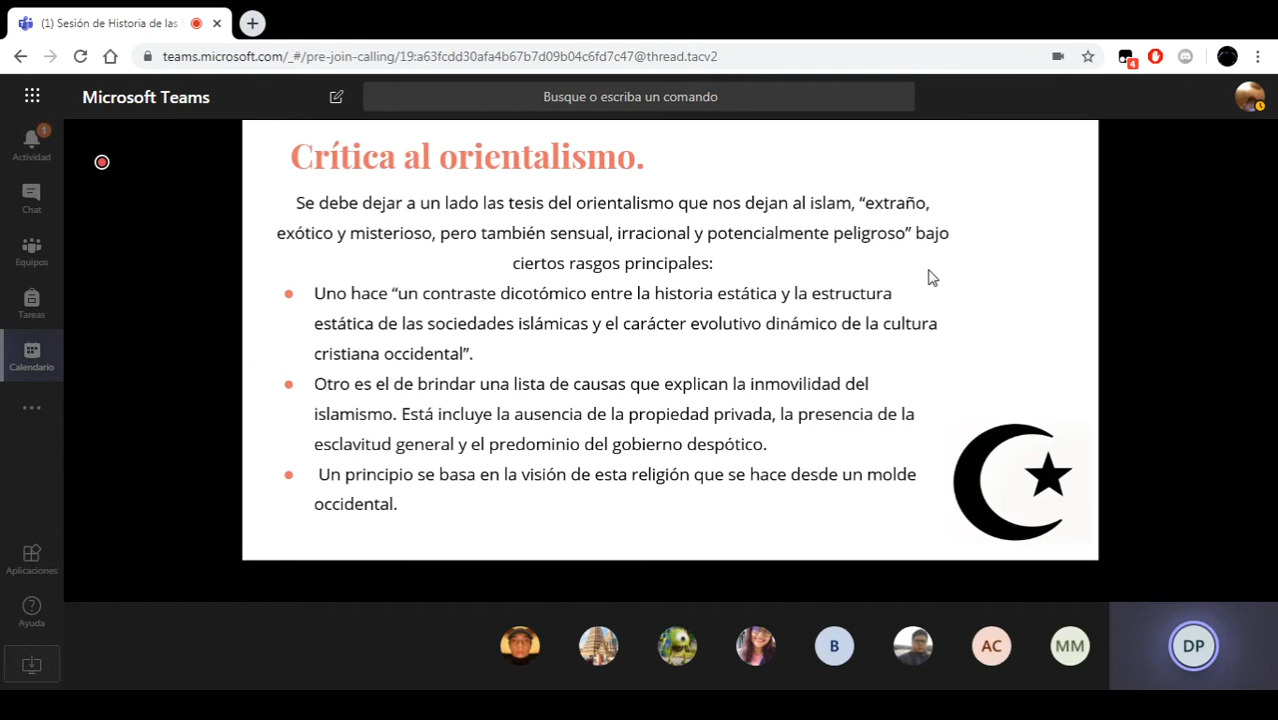 (1) Sesión de Historia de las
teams.microsoft.com/_#/pre-join-calling/19:a63fcdd30afa4b67b7d09b04c6fd7c47@thread.tacv2
4
Microsoft Teams
Busque o escriba un comando
1
Actividad
Chat
Equipos
Tareas
Calendario
Aplicaciones
Ayuda
Crítica al orientalismo.
Se debe dejar a un lado las tesis del orientalismo que nos dejan al islam, “extraño,
exótico y misterioso, pero también sensual, irracional y potencialmente peligroso” bajo
ciertos rasgos principales:
Uno hace “un contraste dicotómico entre la historia estática y la estructura
estática de las sociedades islámicas y el carácter evolutivo dinámico de la cultura
cristiana occidental”.
Otro es el de brindar una lista de causas que explican la inmovilidad del
islamismo. Está incluye la ausencia de la propiedad privada, la presencia de la
esclavitud general y el predominio del gobierno despótico.
Un principio se basa en la visión de esta religión que se hace desde un molde
occidental.
B
AC
MM
DP